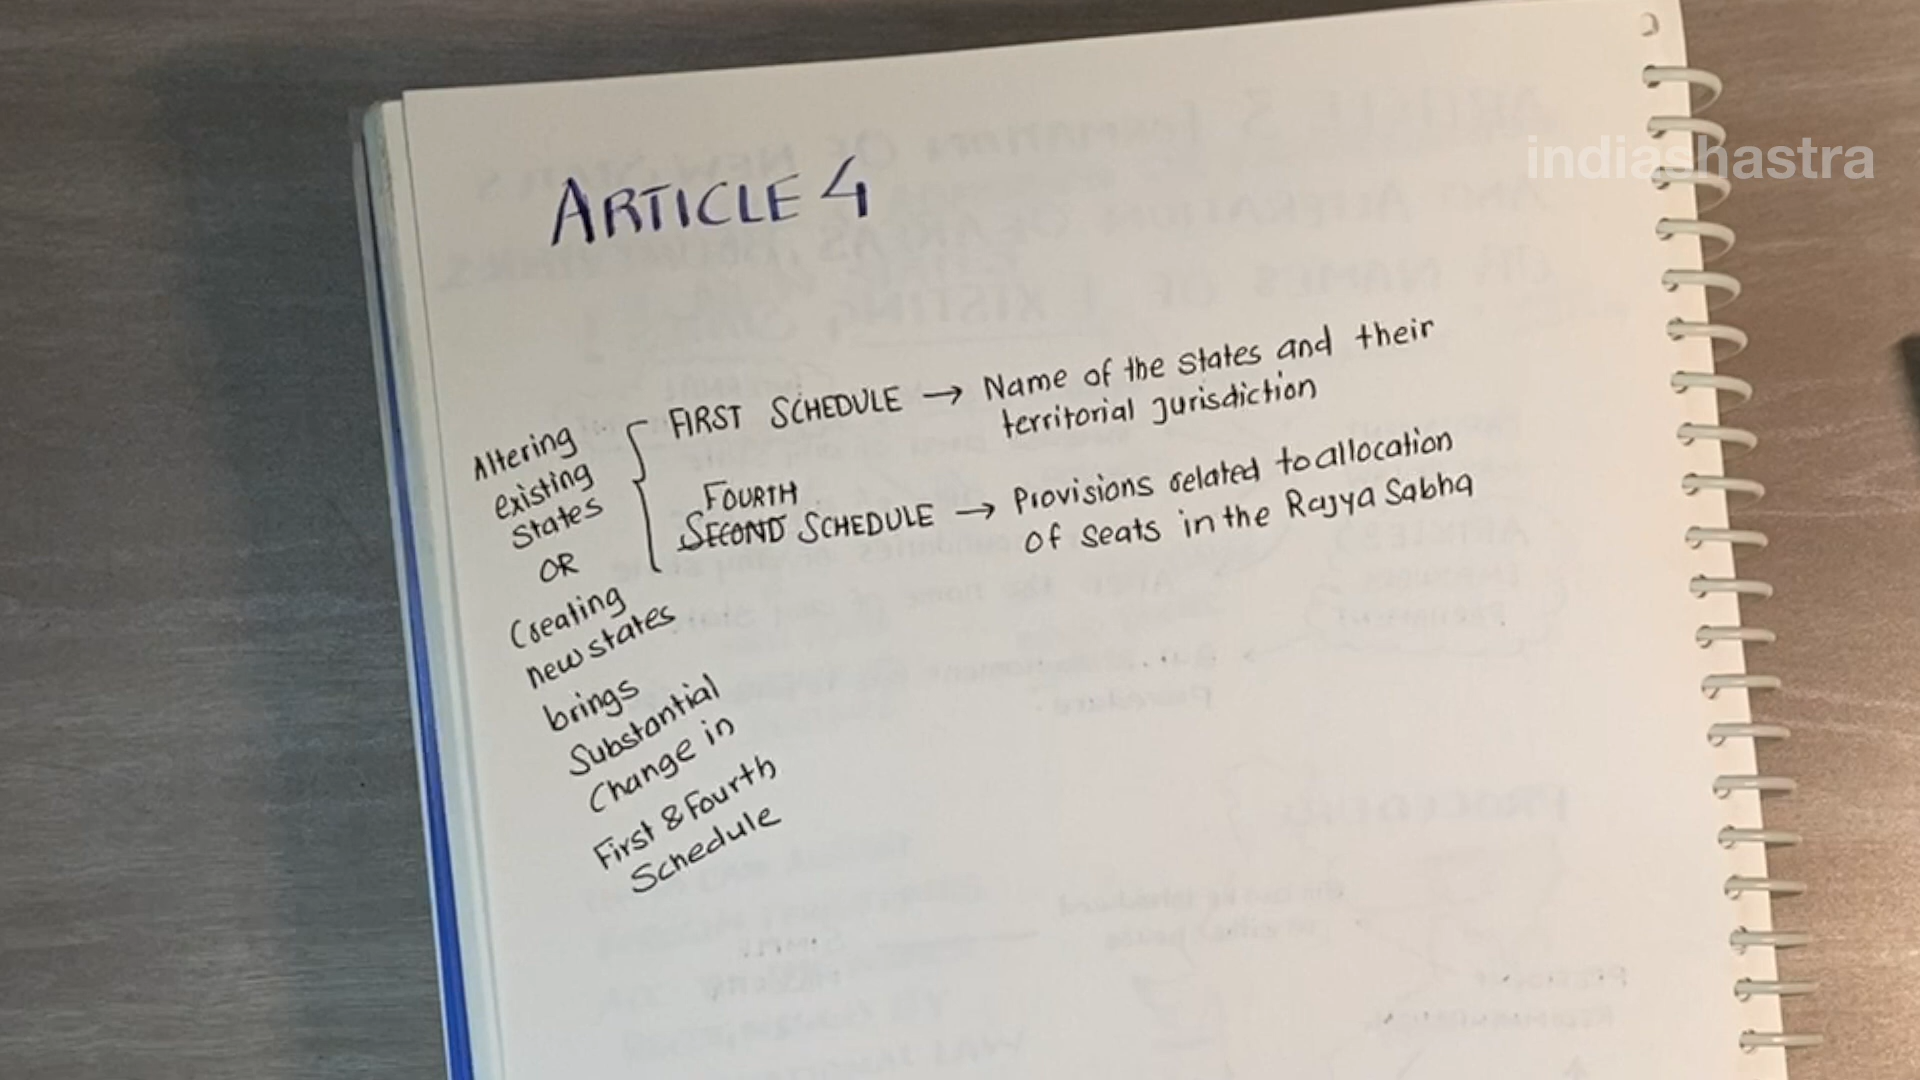 indiashastra
ARTICLE 4
Altering
existing
states
OR
Creating
new states
brings
Substantial
Change in
First & Fourth
Schedule
FIRST SCHEDULE → Name of the states and their
territorial Jurisdiction
FOURTH
SECOND SCHEDULE → Provisions related to allocation
of seats in the Rajya Sabha